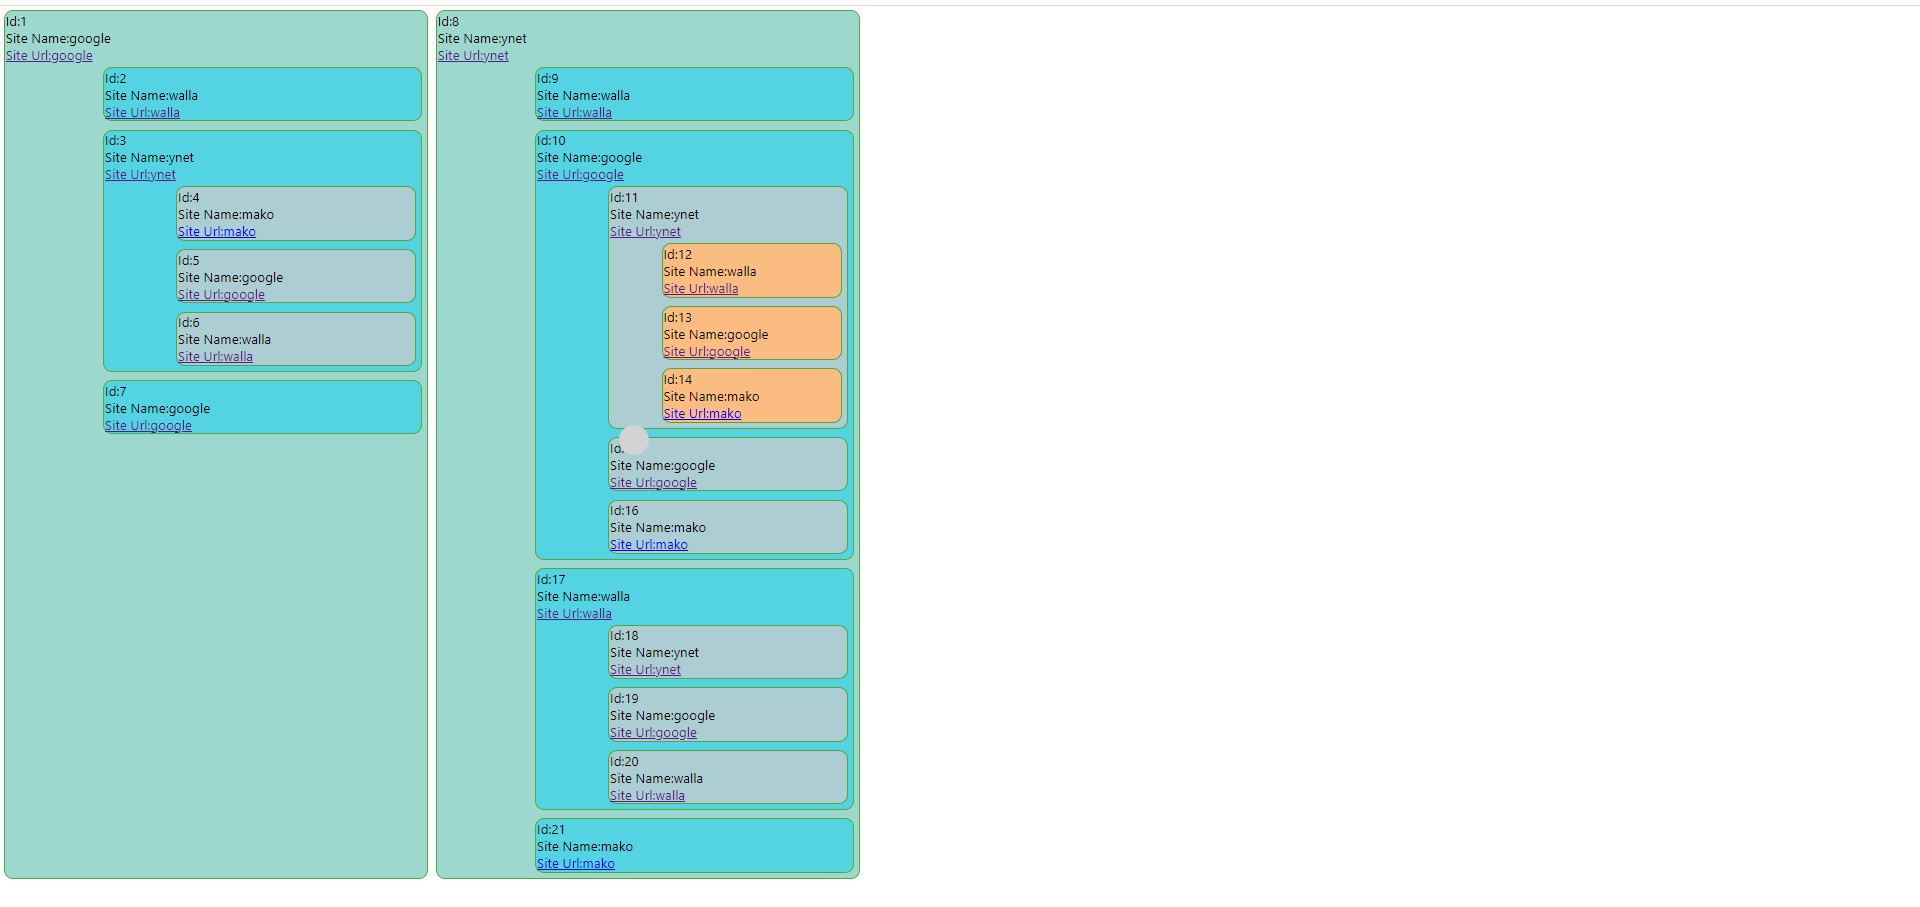 Id:1
Site Name:google
Site Url:google
Id:2
Site Name:walla
Site Url:walla
Id:3
Site Name:ynet
Site Url:ynet
Id:4
Site Name:mako
Site Url:mako
Id:5
Site Name:google
Site Url:google
Id:6
Site Name:walla
Site Url:walla
Id:7
Site Name:google
Site Url:google
Id:8
Site Name:ynet
Site Url:ynet
Id:9
Site Name:walla
Site Url:walla
Id:10
Site Name:google
Site Url:google
Id:11
Site Name:ynet
Site Url:ynet
Id:12
Site Name:walla
Site Url:walla
Id:13
Site Name:google
Site Url:google
Id:14
Site Name:mako
Site Url:mako
Id:
Site Name:google
Site Url:google
Id:16
Site Name:mako
Site Url:mako
Id:17
Site Name:walla
Site Url:walla
Id:18
Site Name:ynet
Site Url:ynet
Id:19
Site Name:google
Site Url:google
Id:20
Site Name:walla
Site Url:walla
Id:21
Site Name:mako
Site Url:mako